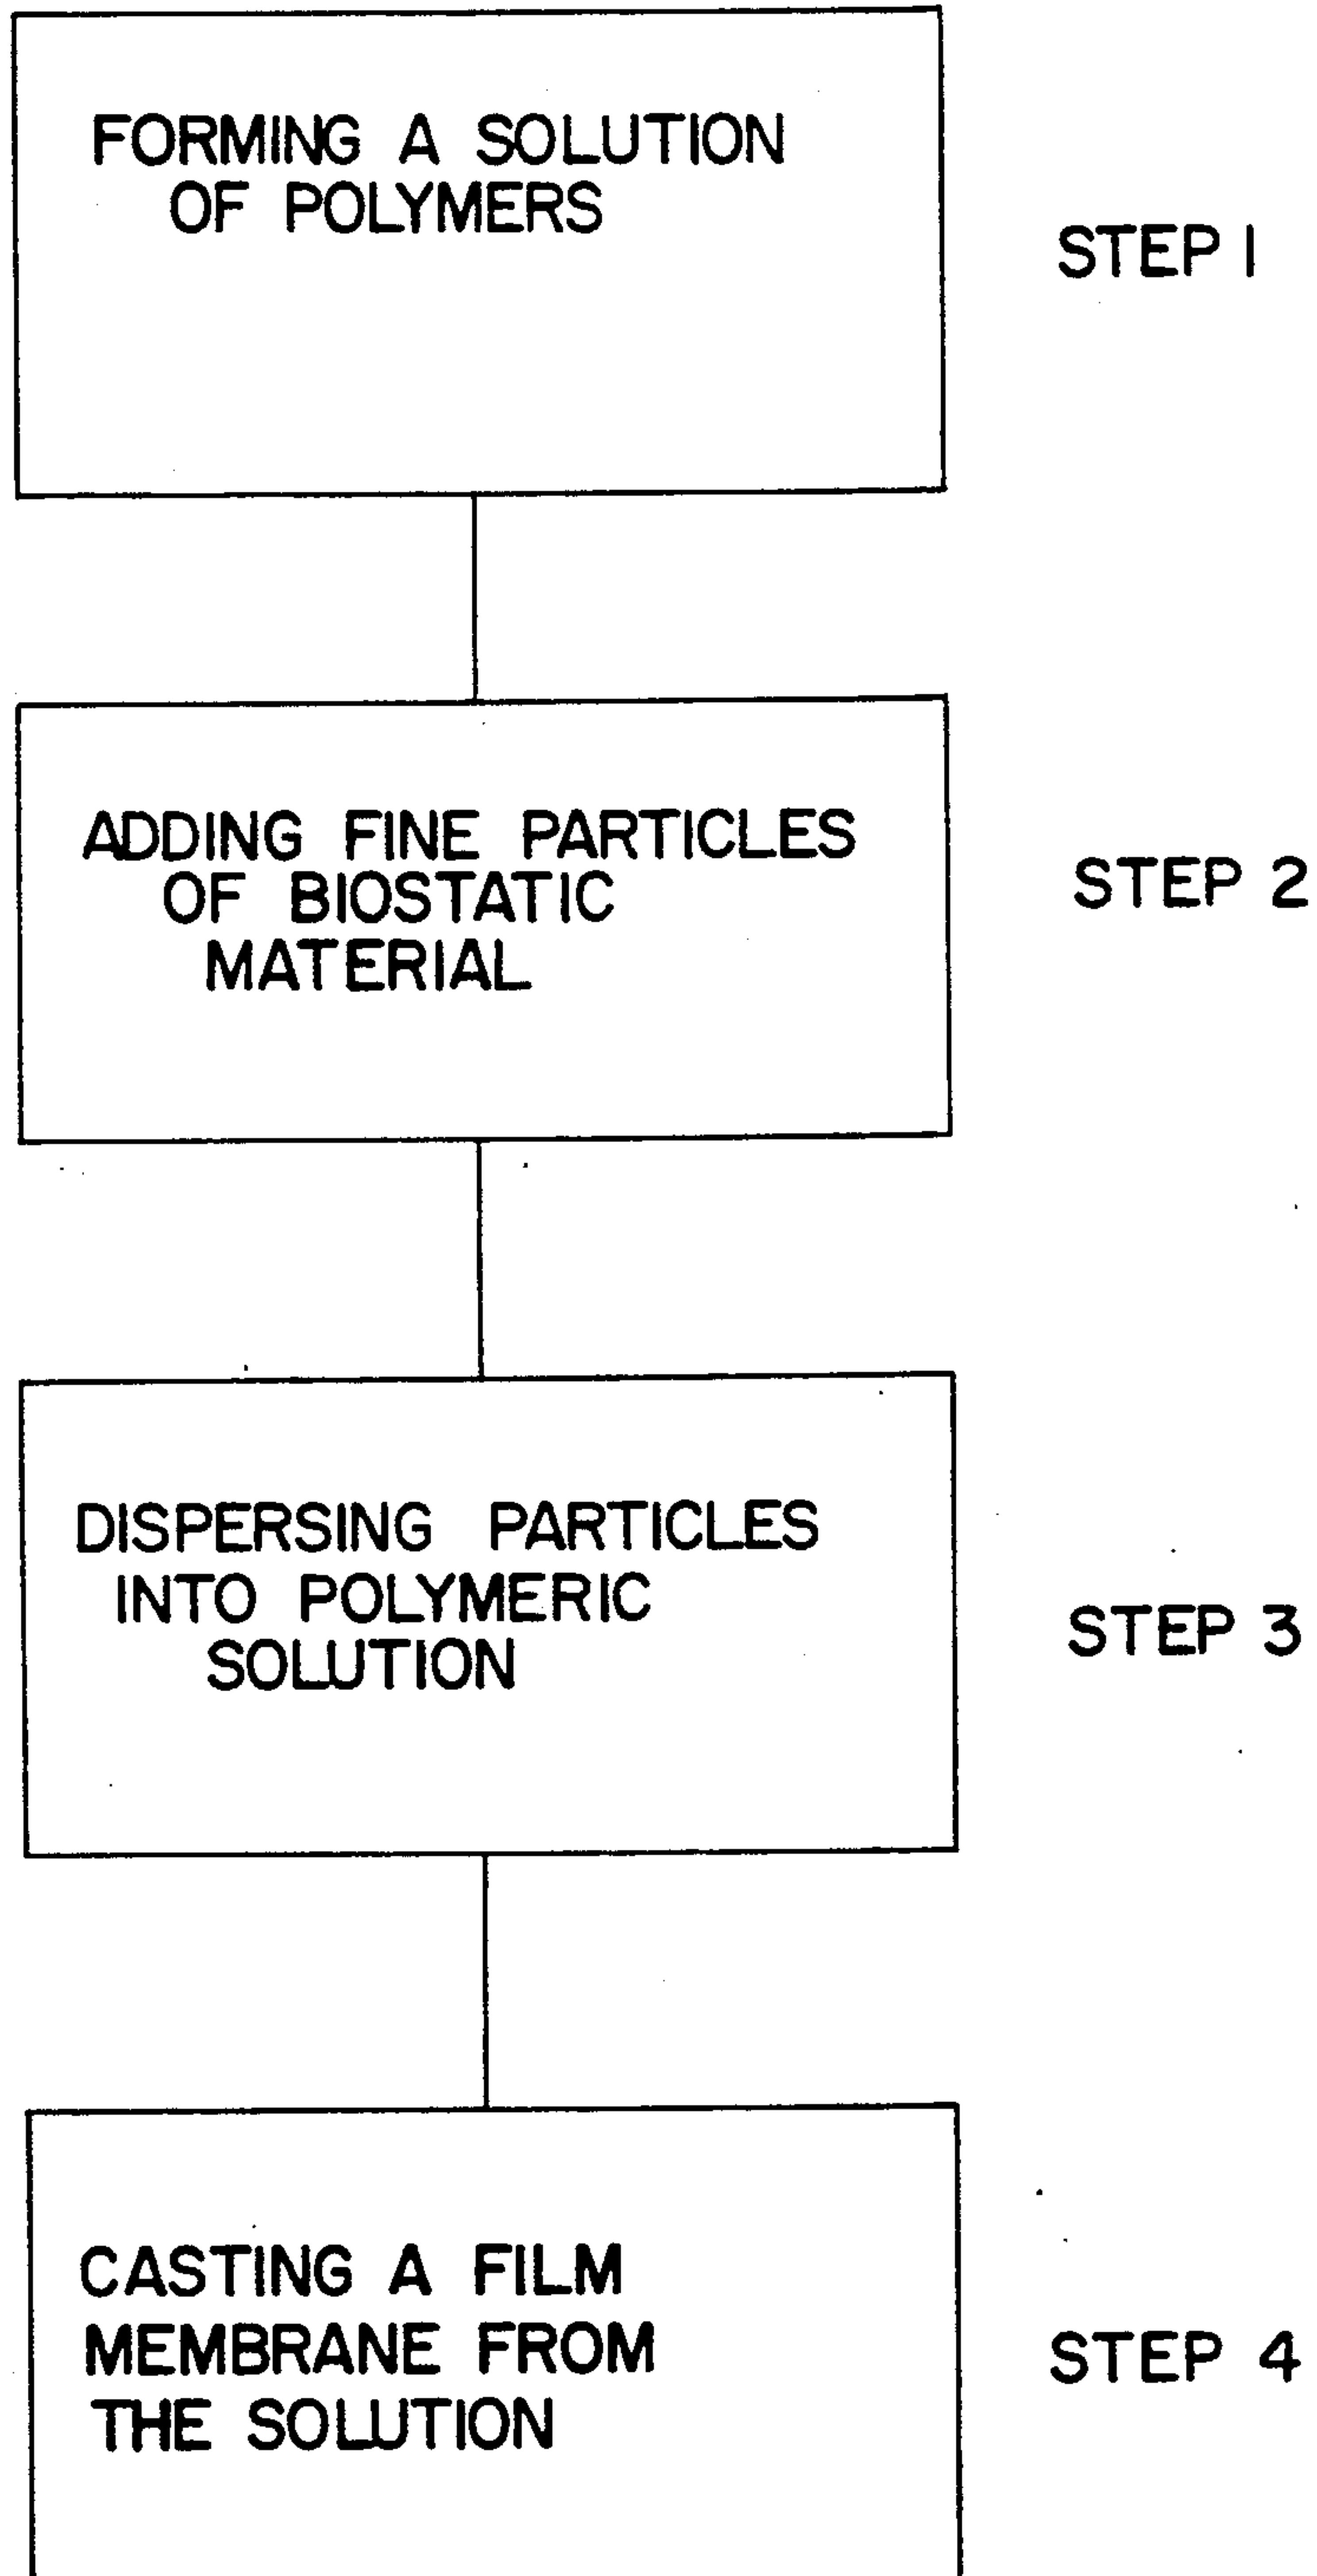 FORMING A SOLUTION
OF POLYMERS
STEP 1
ADDING FINE PARTICLES
OF BIOSTATIC
MATERIAL
STEP 2
DISPERSING PARTICLES
INTO POLYMERIC
SOLUTION
STEP 3
CASTING A FILM
MEMBRANE FROM
THE SOLUTION
STEP 4